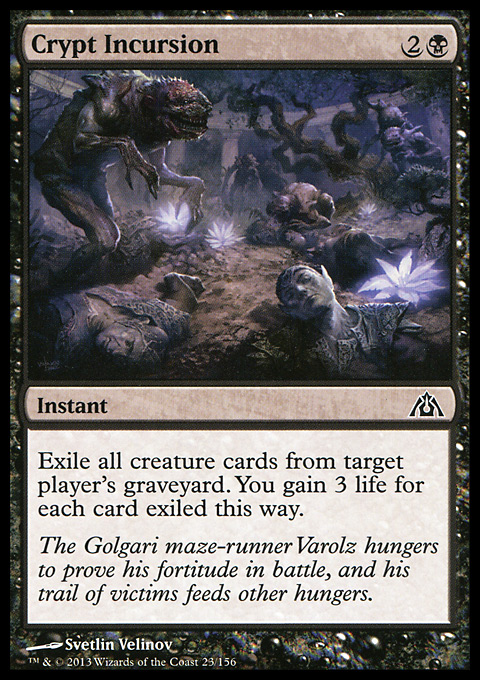 Crypt Incursion 2
Instant
Exile all creature cards from target
player's graveyard. You gain 3 life for
each card exiled this way.
The Golgari maze-runner Varolz hungers
to prove his fortitude in battle, and his
trail of victims feeds other hungers.
Svetlin Velinov
™ & © 2013 Wizards of the Coast 23/156